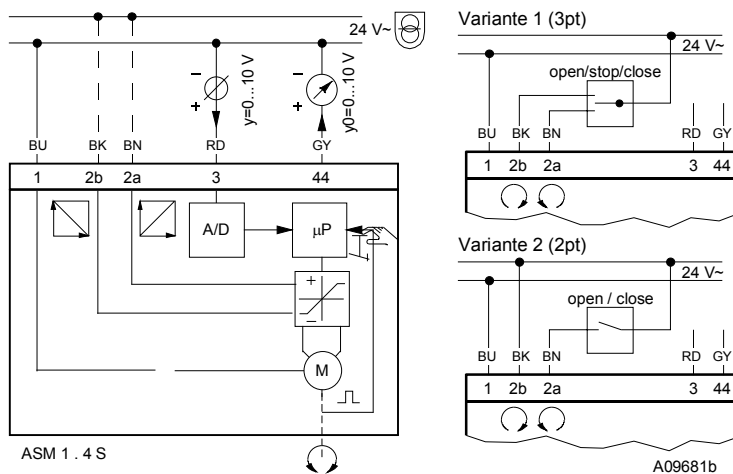 24 V~
y=0...10 V
y0=0...10 V
BU BK BN RD GY
1 2b 2a 3 44
A/D
µP
M
ASM 1 . 4 S
Variante 1 (3pt)
24 V~
open/stop/close
BU BK BN RD GY
1 2b 2a 3 44
Variante 2 (2pt)
24 V~
open / close
BU BK BN RD GY
1 2b 2a 3 44
A09681b